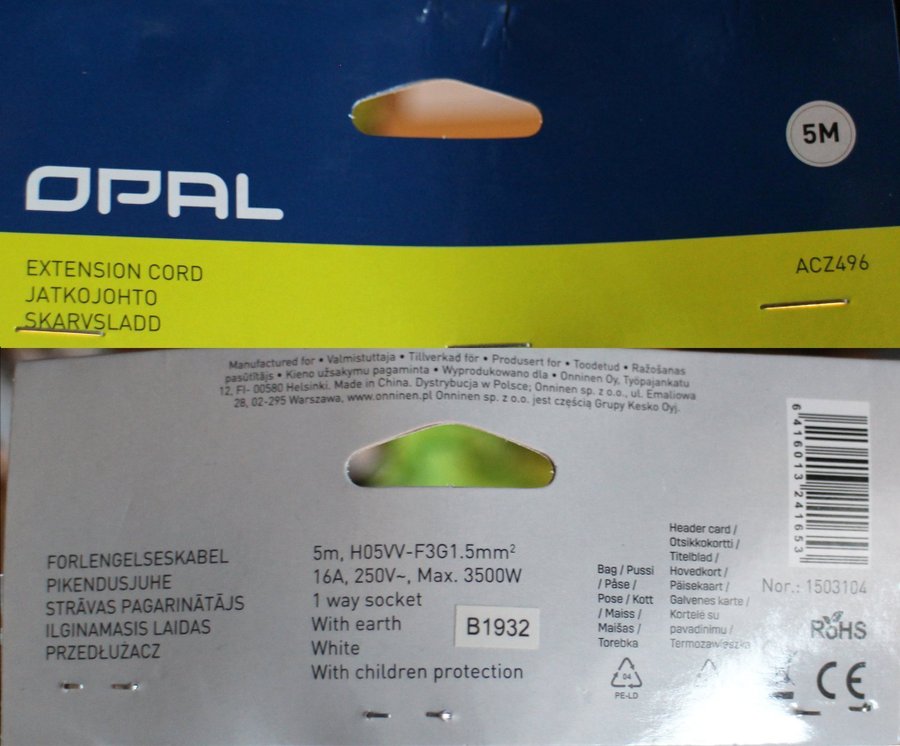 5M
OPAL
EXTENSION CORD
JATKOJOHTO
SKARVSLADD
ACZ496
Manufactured for • Valmistuttaja • Tillverkad för • Produsert for • Toodetud • Ražošanas
pasūtītājs • Kieno užsakymu pagaminta • Wyprodukowano dla • Onninen Oy, Työpajankatu
12, FI- 00580 Helsinki. Made in China. Dystrybucja w Polsce; Onninen sp. z o.o., ul. Emaliowa
28, 02-295 Warszawa, www.onninen.pl Onninen sp. z o.o. jest częścią Grupy Kesko Oyj.
6 416013 241653
FORLENGELSESKABEL
PIKENDUSJUHE
STRĀVAS PAGARINĀTĀJS
ILGINAMASIS LAIDAS
PRZEDŁUŻACZ
5m, H05VV-F3G1.5mm²
16A, 250V~, Max. 3500W
1 way socket
With earth
White
With children protection
B1932
Bag / Pussi
/ Påse /
Pose / Kott
/ Maiss /
Maišas /
Torebka
04
PE-LD
Header card /
Otsikkokortti /
Titelblad /
Hovedkort /
Päisekaart /
Galvenes karte /
Kortelė su
pavadinimu /
Termozawieszka
Nor.: 1503104
RoHS
CE